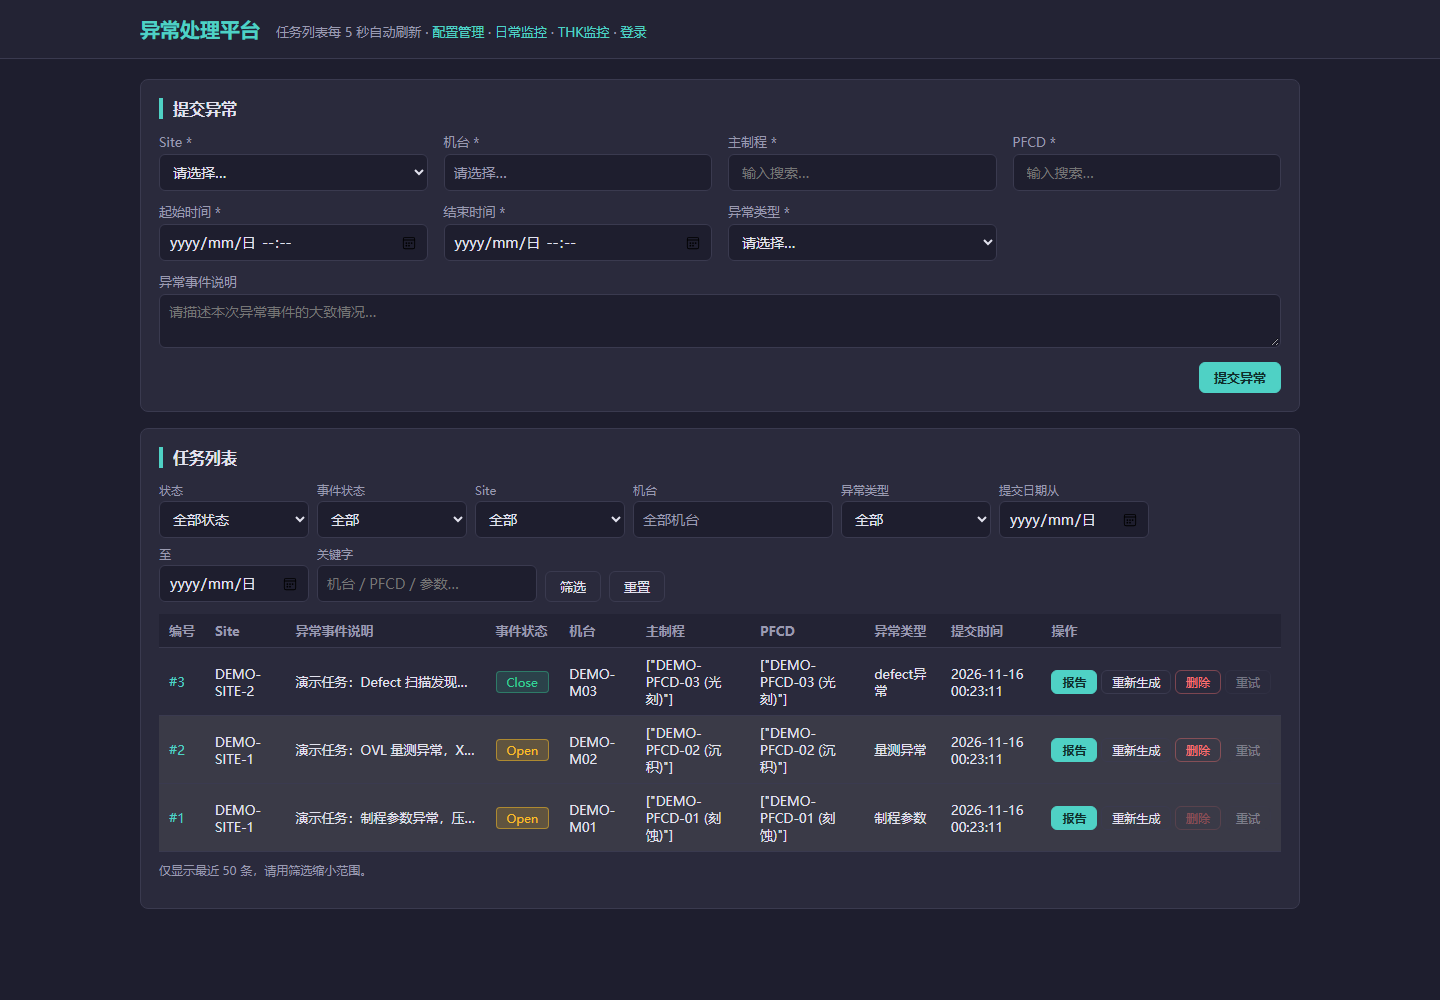 异常处理平台 任务列表每 5 秒自动刷新 · 配置管理 · 日常监控 · THK监控 · 登录
提交异常
Site * 机台 * 主制程 * PFCD *
请选择... 请选择... 输入搜索... 输入搜索...
起始时间 * 结束时间 * 异常类型 *
yyyy/mm/日 --:-- yyyy/mm/日 --:-- 请选择...
异常事件说明
请描述本次异常事件的大致情况...
提交异常
任务列表
状态 事件状态 Site 机台 异常类型 提交日期从
全部状态 全部 全部 全部机台 全部 yyyy/mm/日
至 关键字
yyyy/mm/日 机台 / PFCD / 参数... 筛选 重置
编号 Site 异常事件说明 事件状态 机台 主制程 PFCD 异常类型 提交时间 操作
#3 DEMO-SITE-2 演示任务：Defect 扫描发现... Close DEMO-M03 ["DEMO-PFCD-03 (光刻)"] ["DEMO-PFCD-03 (光刻)"] defect异常 2026-11-16 00:23:11 报告 重新生成 删除 重试
#2 DEMO-SITE-1 演示任务：OVL 量测异常，X... Open DEMO-M02 ["DEMO-PFCD-02 (沉积)"] ["DEMO-PFCD-02 (沉积)"] 量测异常 2026-11-16 00:23:11 报告 重新生成 删除 重试
#1 DEMO-SITE-1 演示任务：制程参数异常，压... Open DEMO-M01 ["DEMO-PFCD-01 (刻蚀)"] ["DEMO-PFCD-01 (刻蚀)"] 制程参数 2026-11-16 00:23:11 报告 重新生成 删除 重试
仅显示最近 50 条，请用筛选缩小范围。